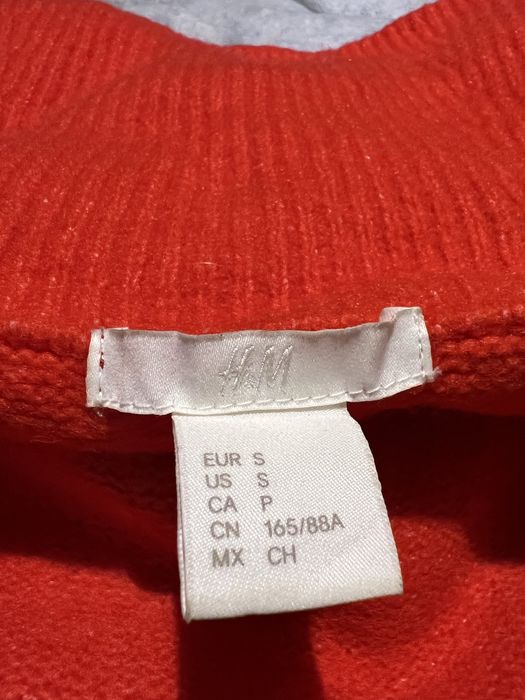 H&M
EUR S
US S
CA P
CN 165/88A
MX CH